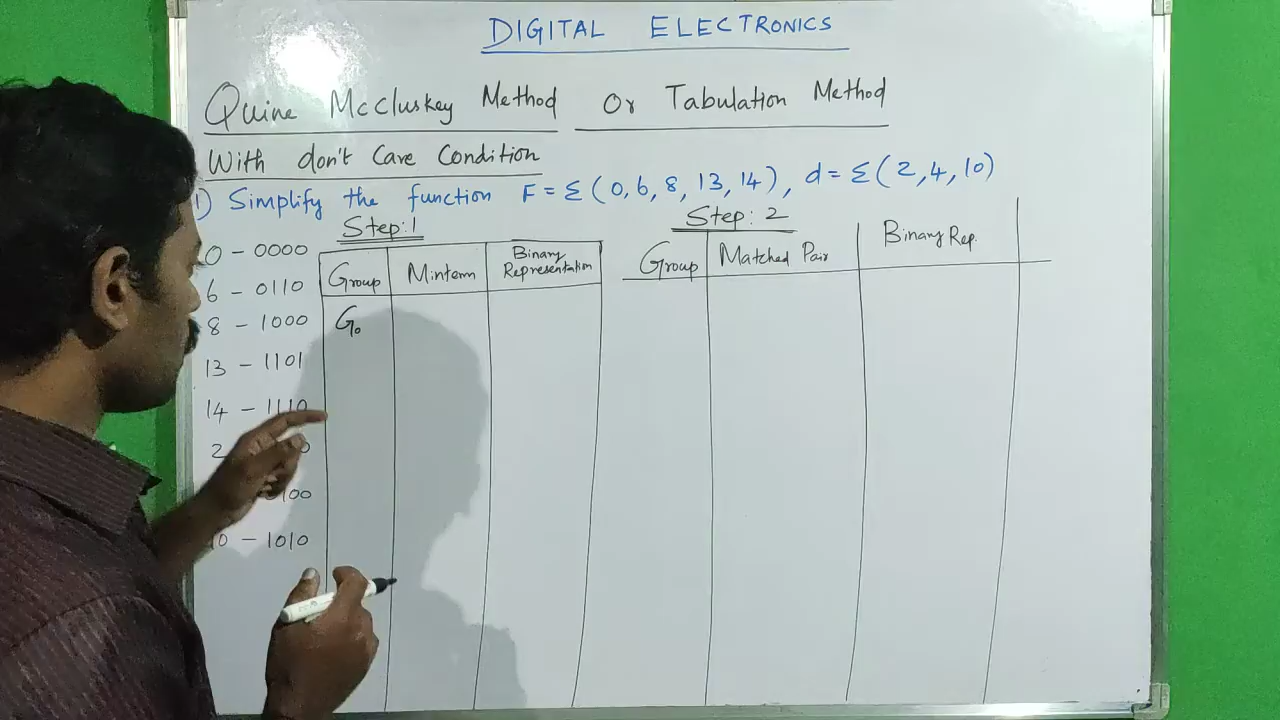 DIGITAL ELECTRONICS
Quine McCluskey Method Or Tabulation Method
With don't Care Condition
1) Simplify the function F = Σ (0, 6, 8, 13, 14), d = Σ (2, 4, 10)
Step: 1
Step: 2
0 - 0000
6 - 0110
8 - 1000
13 - 1101
14 - 1110
2
100
10 - 1010
Group Minterm Binary Representation
G₀
Group Matched Pair Binary Rep.